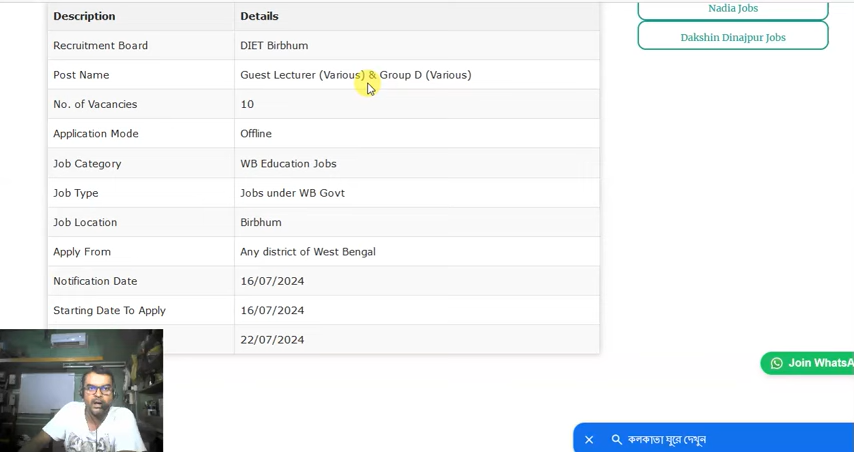 Description Details
Recruitment Board DIET Birbhum
Post Name Guest Lecturer (Various) & Group D (Various)
No. of Vacancies 10
Application Mode Offline
Job Category WB Education Jobs
Job Type Jobs under WB Govt
Job Location Birbhum
Apply From Any district of West Bengal
Notification Date 16/07/2024
Starting Date To Apply 16/07/2024
22/07/2024
Nadia Jobs
Dakshin Dinajpur Jobs
Join WhatsA
কলকাতা ঘুরে দেখুন